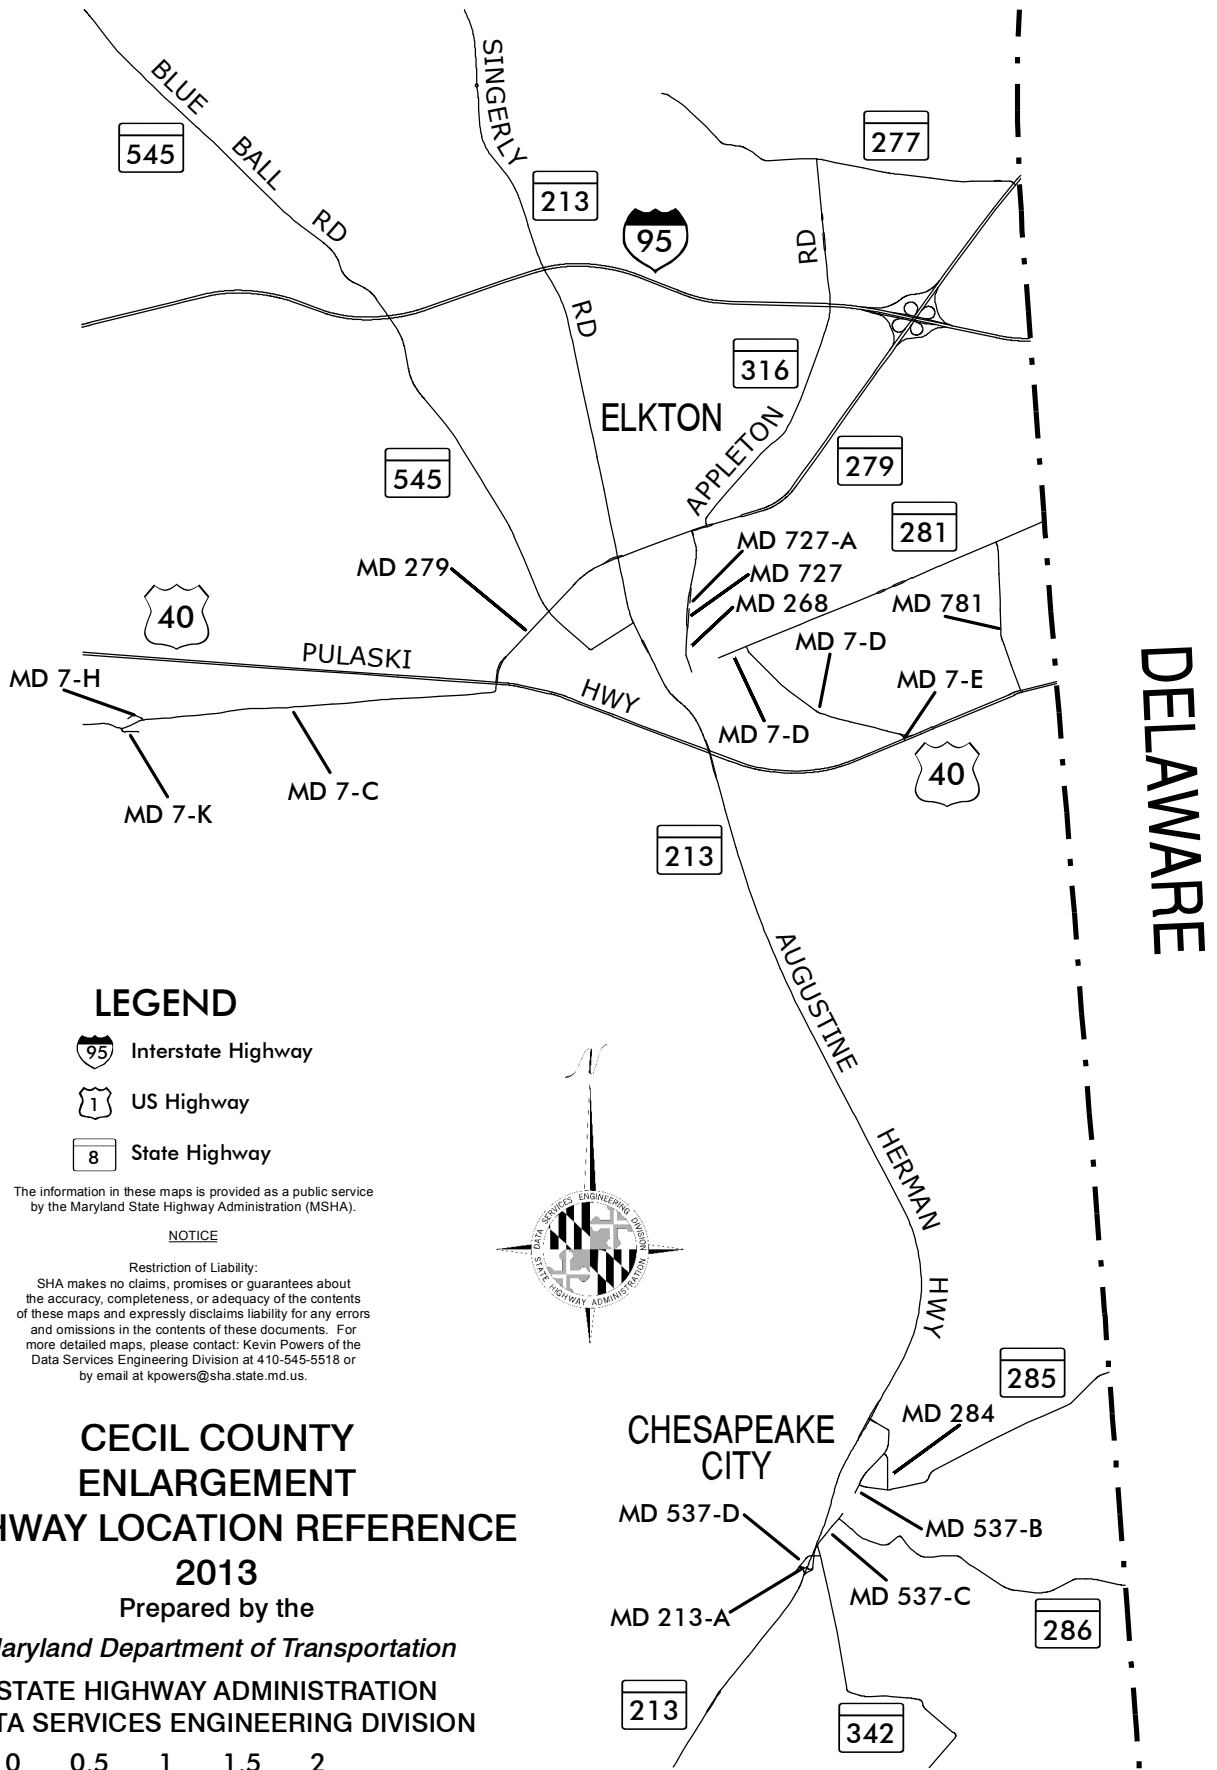 BLUE BALL RD
545
SINGERLY RD
213
95
277
RD
316
APPLETON
ELKTON
279
545
281
MD 727-A
MD 727
MD 268
MD 279
MD 781
40
PULASKI HWY
MD 7-D
MD 7-H
MD 7-E
MD 7-D
40
MD 7-C
MD 7-K
213
DELAWARE
AUGUSTINE HERMAN HWY
LEGEND
95 Interstate Highway
1 US Highway
8 State Highway
The information in these maps is provided as a public service
by the Maryland State Highway Administration (MSHA).
NOTICE
Restriction of Liability:
SHA makes no claims, promises or guarantees about
the accuracy, completeness, or adequacy of the contents
of these maps and expressly disclaims liability for any errors
and omissions in the contents of these documents. For
more detailed maps, please contact: Kevin Powers of the
Data Services Engineering Division at 410-545-5518 or
by email at kpowers@sha.state.md.us.
N
DATA SERVICES ENGINEERING DIVISION
STATE HIGHWAY ADMINISTRATION
285
MD 284
CHESAPEAKE
CITY
MD 537-D
MD 537-B
MD 537-C
MD 213-A
286
213
342
CECIL COUNTY
ENLARGEMENT
HWAY LOCATION REFERENCE
2013
Prepared by the
aryland Department of Transportation
STATE HIGHWAY ADMINISTRATION
TA SERVICES ENGINEERING DIVISION
0 0.5 1 1.5 2